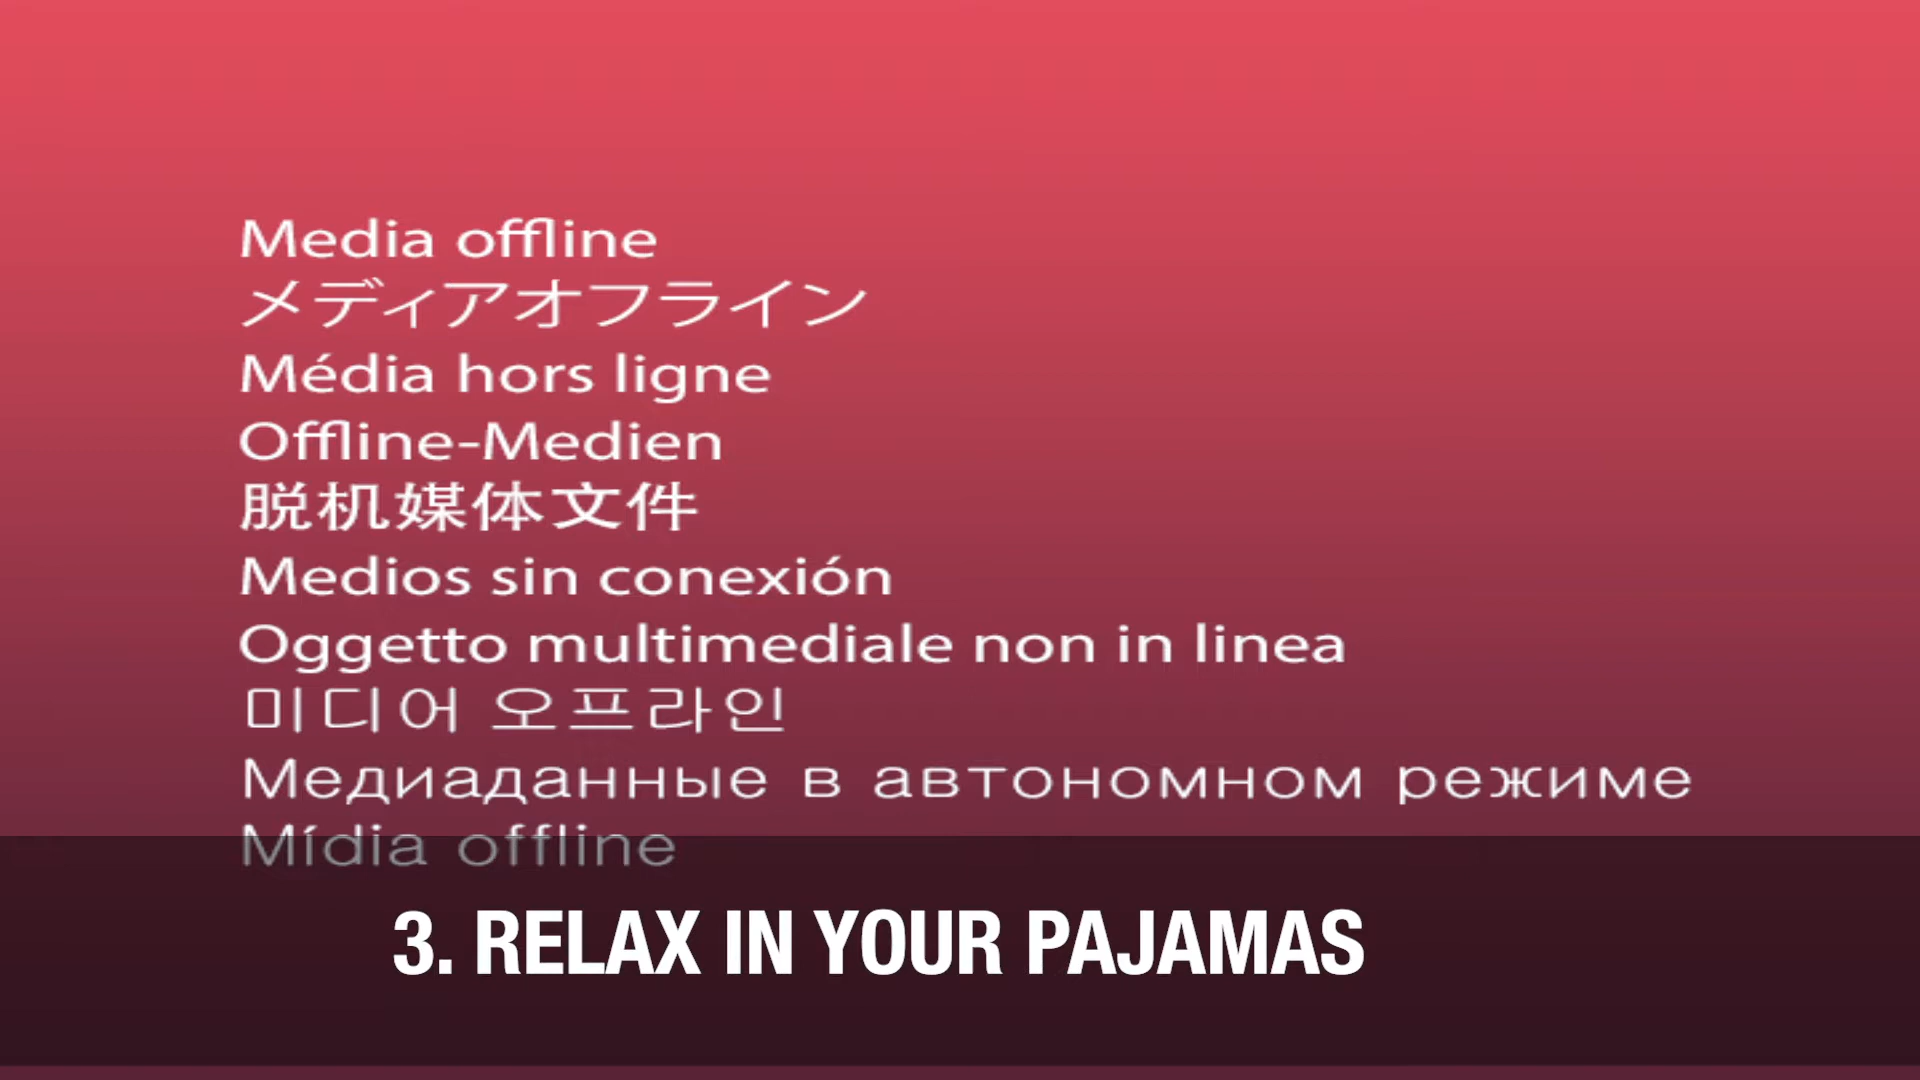 Media offline
メディアオフライン
Média hors ligne
Offline-Medien
脱机媒体文件
Medios sin conexión
Oggetto multimediale non in linea
미디어 오프라인
Медиаданные в автономном режиме
Mídia offline
3. RELAX IN YOUR PAJAMAS